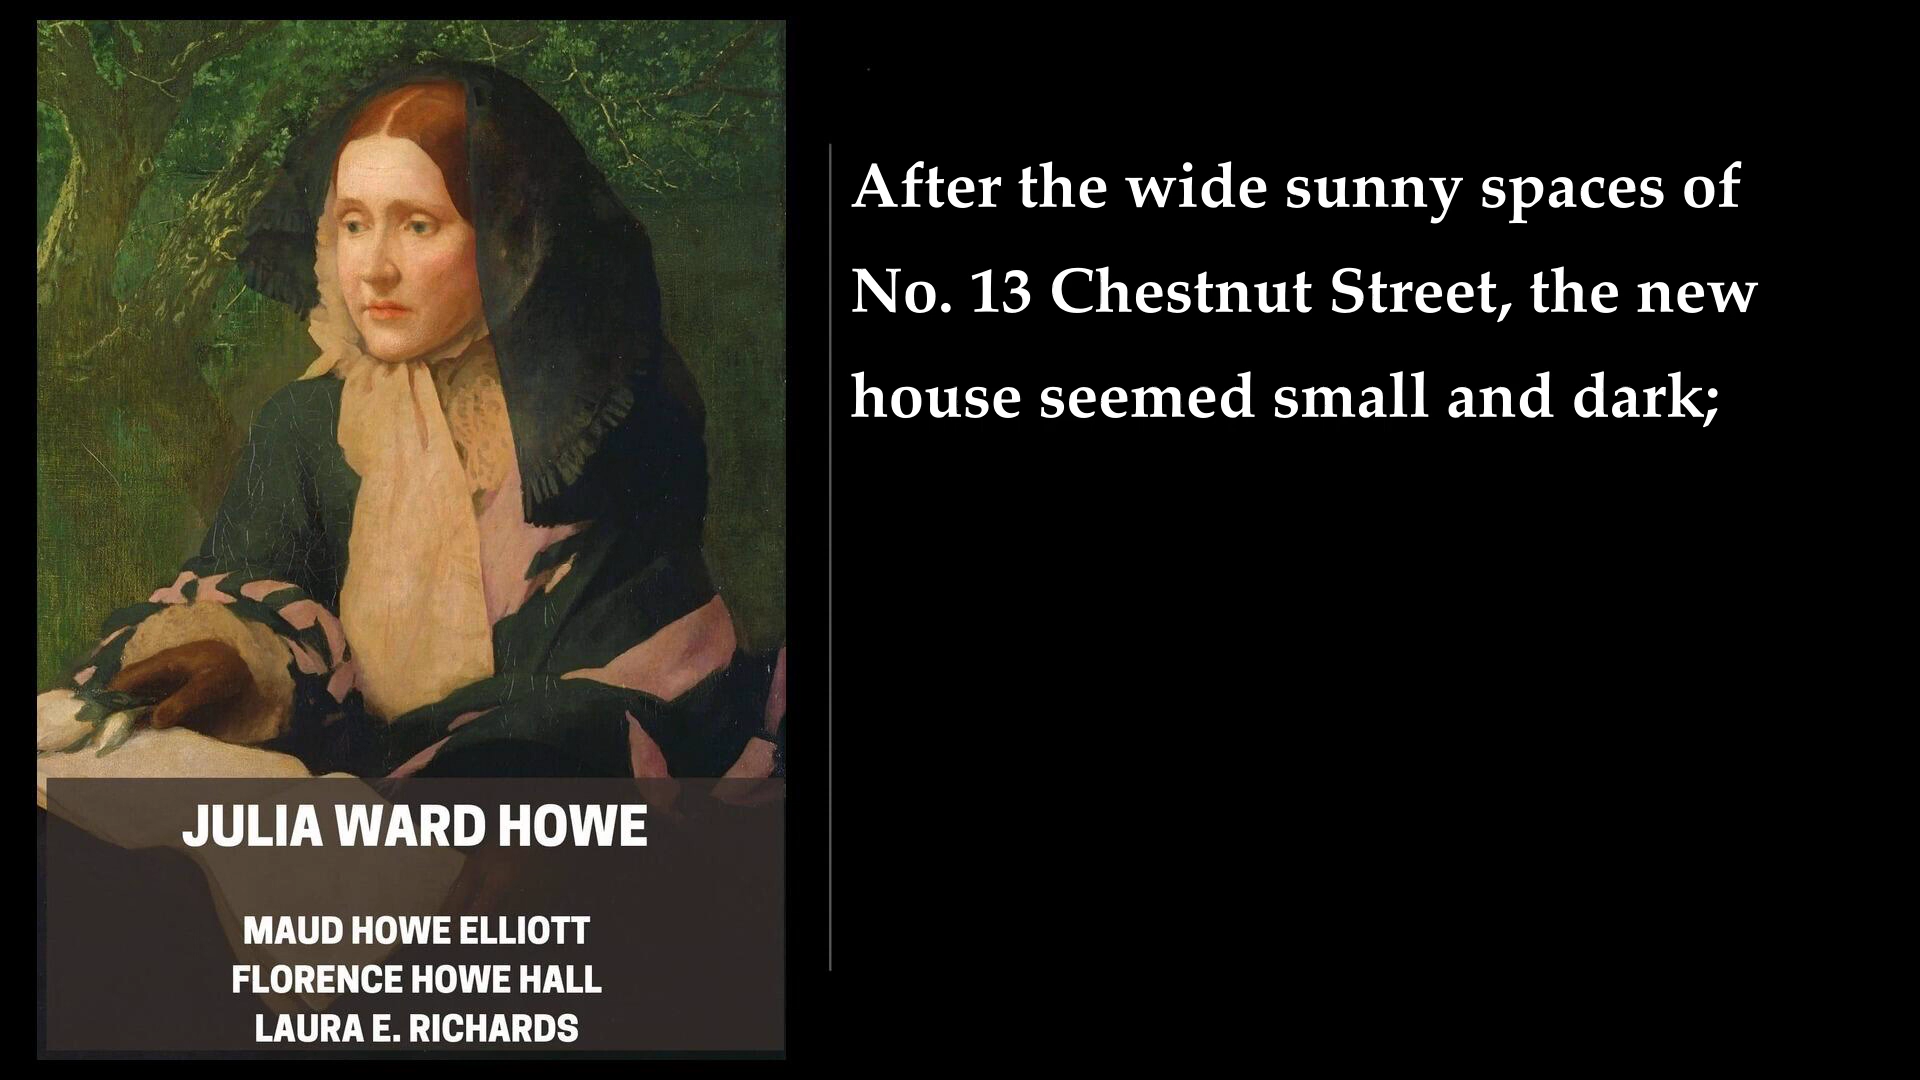 After the wide sunny spaces of
No. 13 Chestnut Street, the new
house seemed small and dark;
JULIA WARD HOWE
MAUD HOWE ELLIOTT
FLORENCE HOWE HALL
LAURA E. RICHARDS